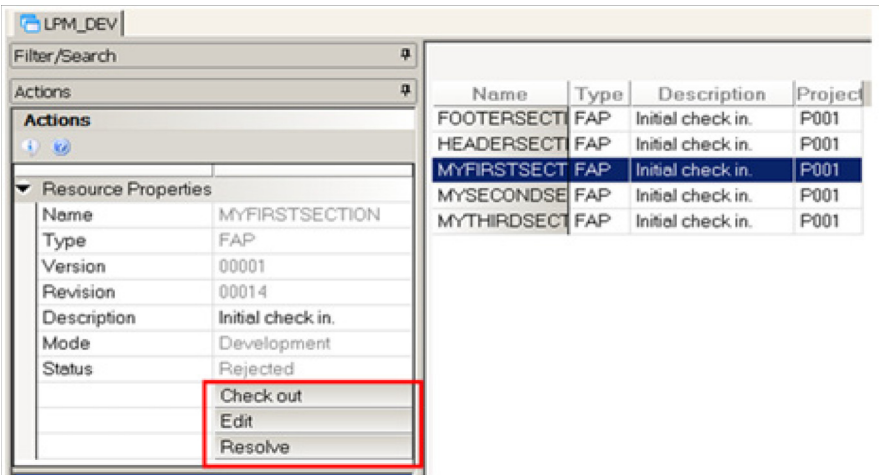 LPM_DEV
Filter/Search
Actions
Actions
Resource Properties
Name MYFIRSTSECTION
Type FAP
Version 00001
Revision 00014
Description Initial check in.
Mode Development
Status Rejected
Check out
Edit
Resolve
Name Type Description Project
FOOTERSECTI FAP Initial check in. P001
HEADERSECTI FAP Initial check in. P001
MYFIRSTSECT FAP Initial check in. P001
MYSECONDSE FAP Initial check in. P001
MYTHIRDSECT FAP Initial check in. P001